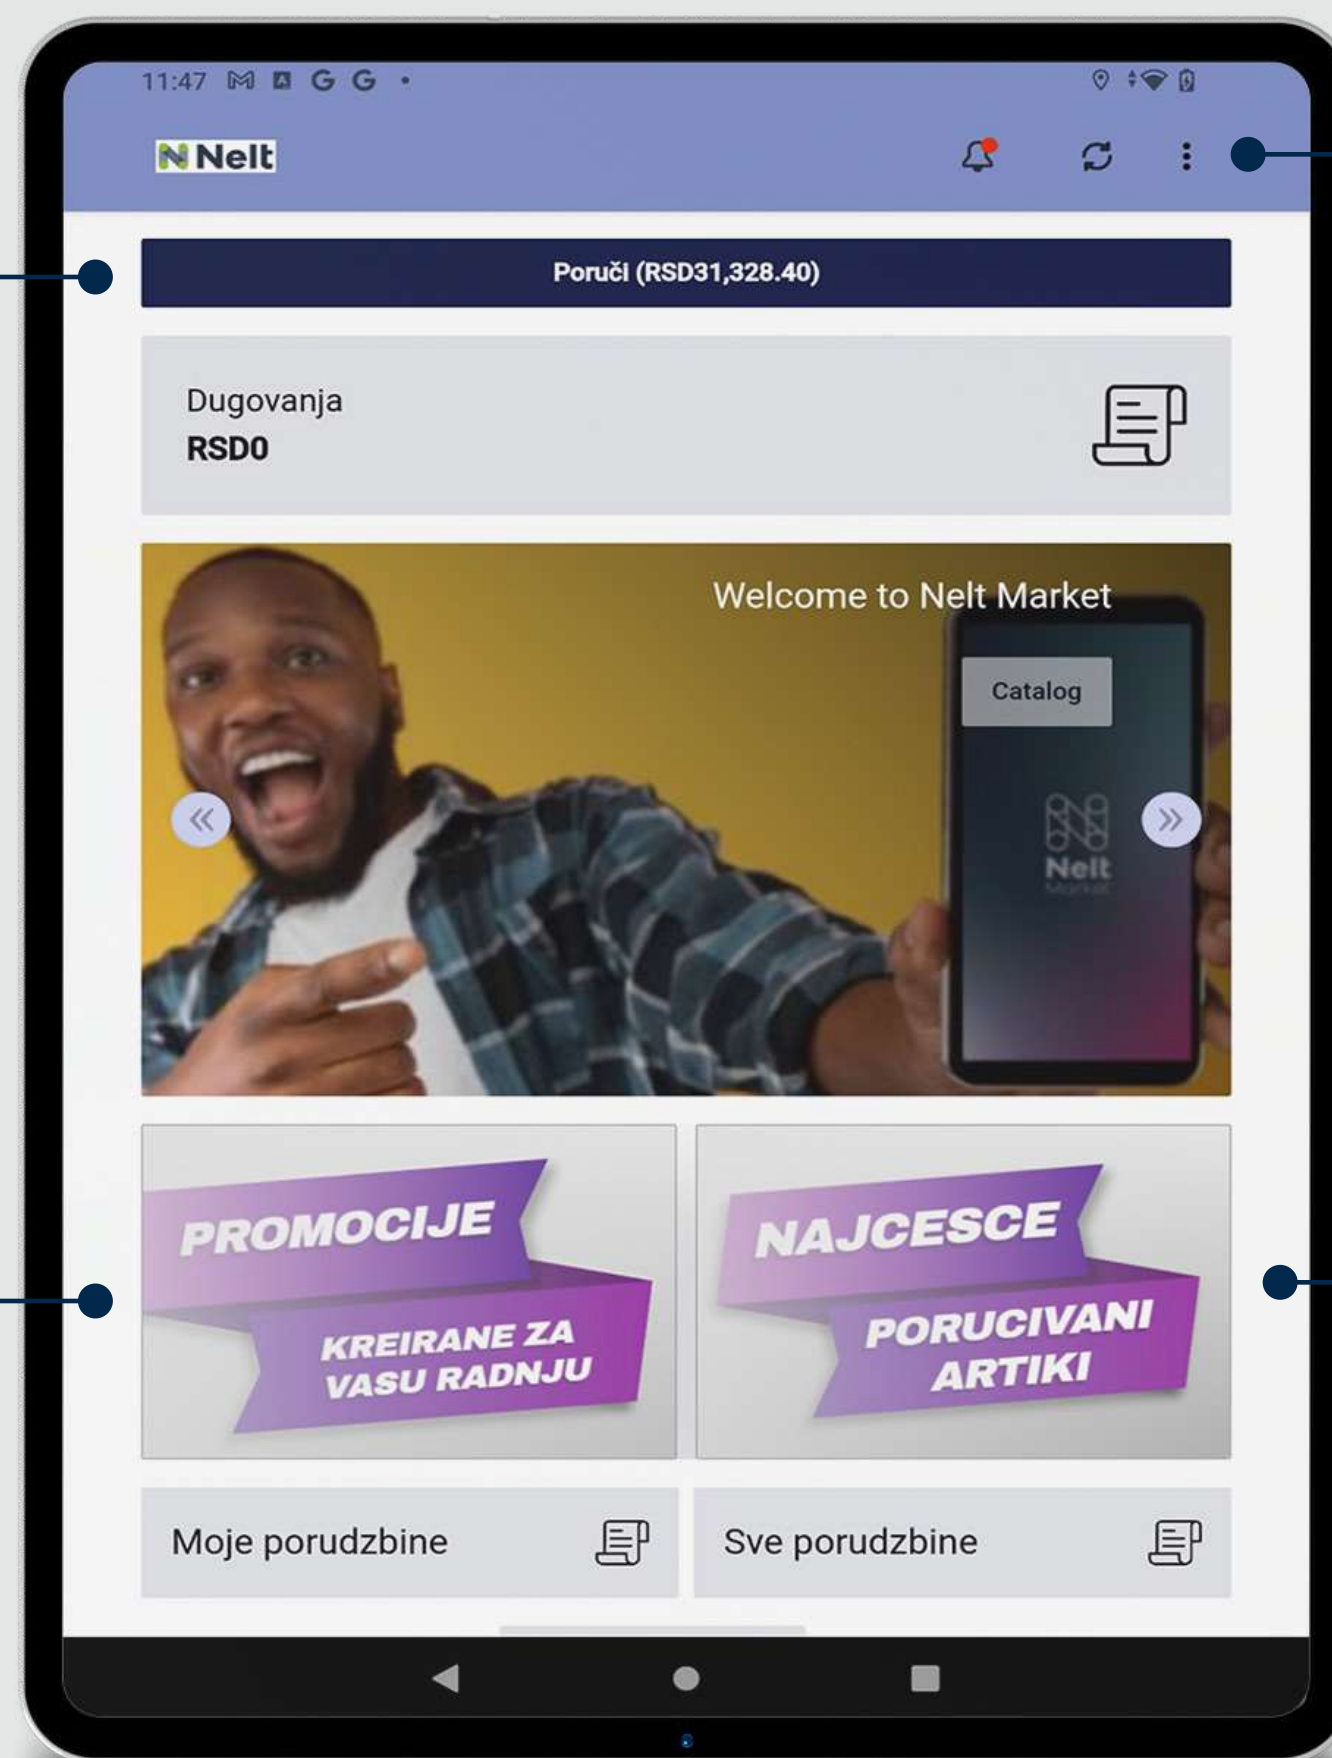 11:47
Nelt
Poruči (RSD31,328.40)
Dugovanja
RSD0
Welcome to Nelt Market
Catalog
Nelt
Market
PROMOCIJE
KREIRANE ZA
VASU RADNJU
NAJCESCE
PORUCIVANI
ARTIKI
Moje porudzbine
Sve porudzbine